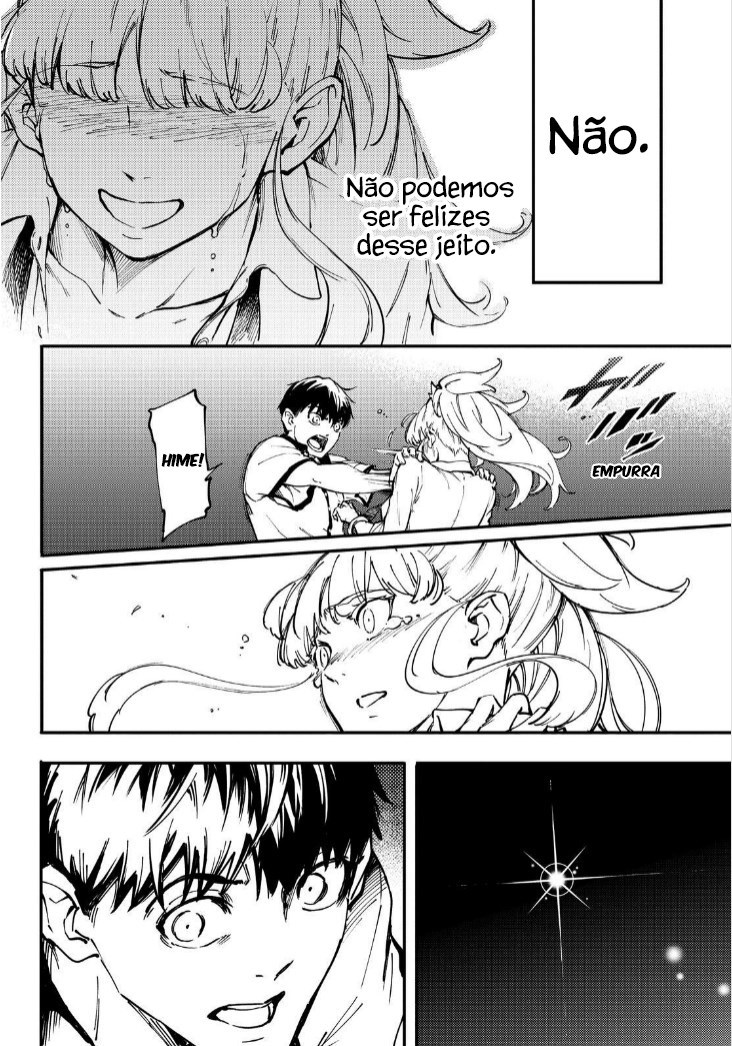 Não.
Não podemos
ser felizes
desse jeito.
HIME!
EMPURRA